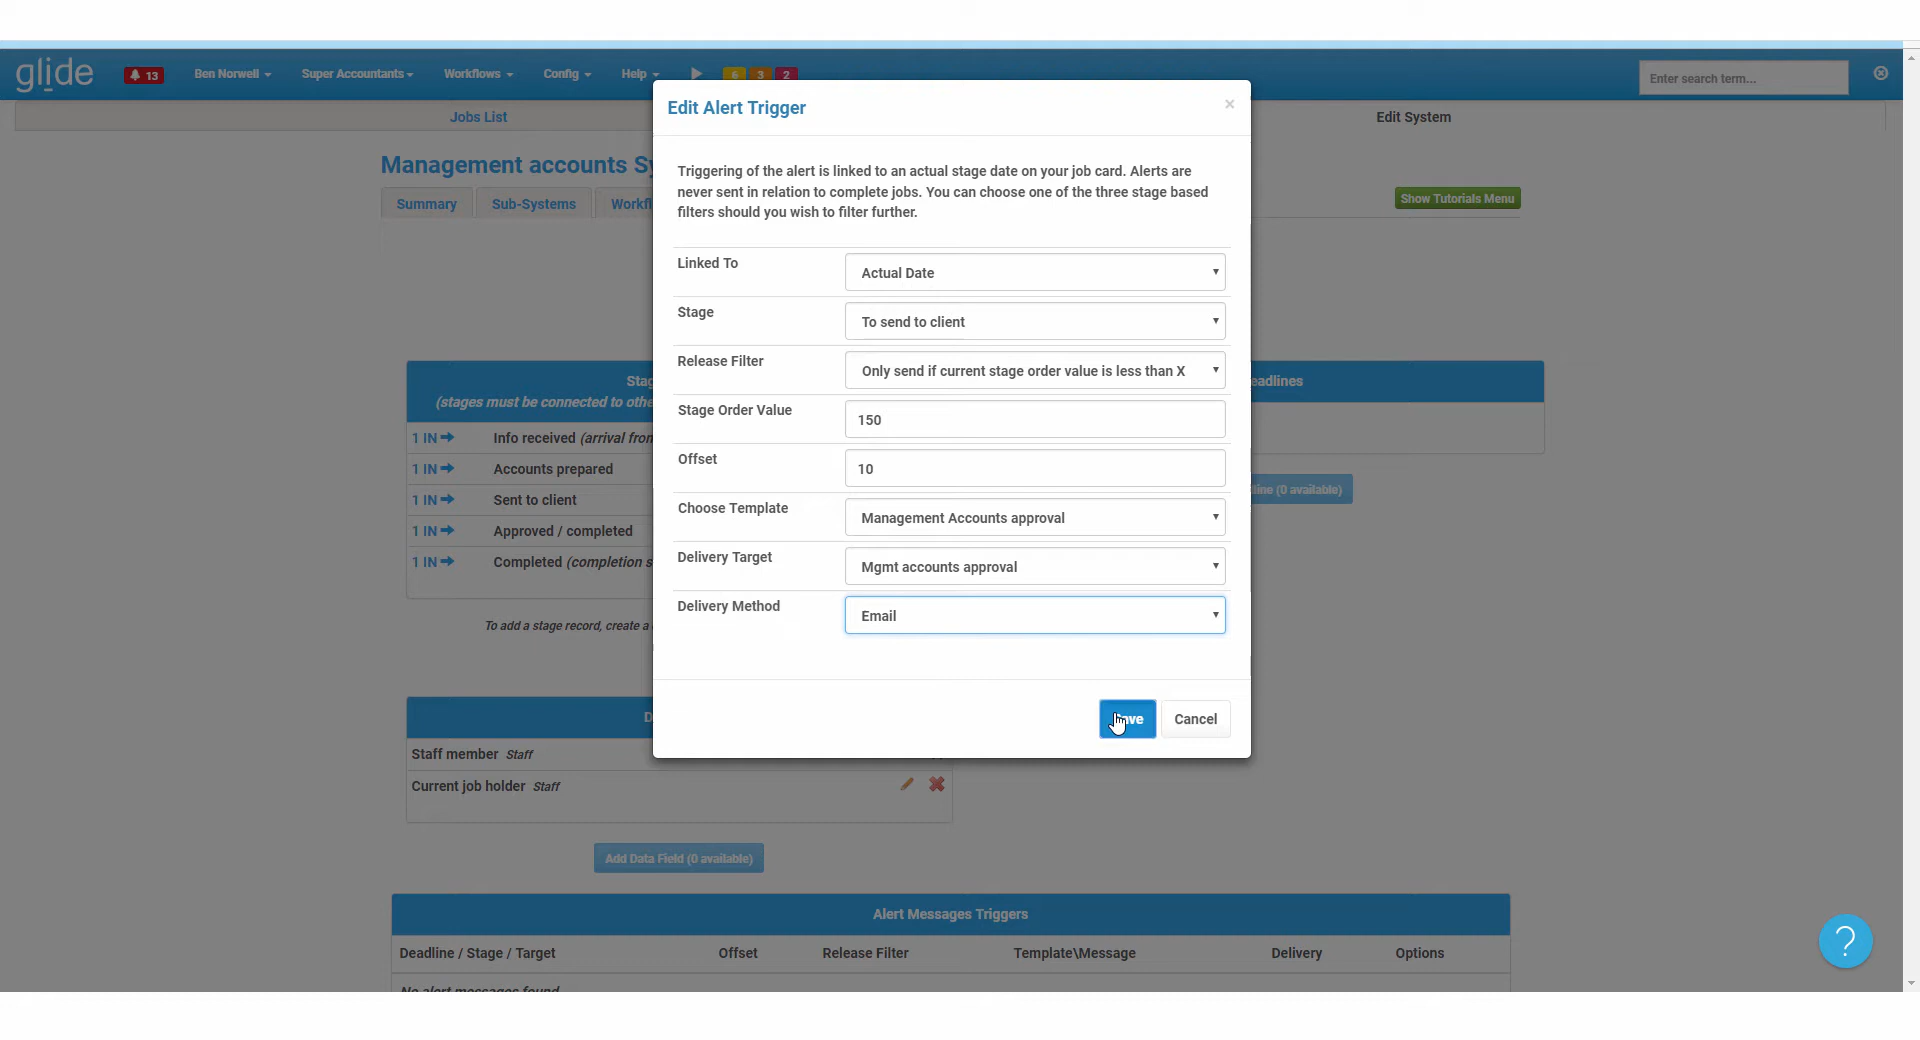 glide
13
Ben Norwell
Super Accountants
Workflows
Config
Help
6
3
2
Enter search term...
Jobs List
Edit System
Management accounts
Summary
Sub-Systems
Show Tutorials Menu
Edit Alert Trigger
×
Triggering of the alert is linked to an actual stage date on your job card. Alerts are
never sent in relation to complete jobs. You can choose one of the three stage based
filters should you wish to filter further.
Linked To
Actual Date
Stage
To send to client
Release Filter
Only send if current stage order value is less than X
Stage Order Value
150
Offset
10
Choose Template
Management Accounts approval
Delivery Target
Mgmt accounts approval
Delivery Method
Email
Cancel
(stages must be connected to
1 IN Info received (arrival
1 IN Accounts prepared
1 IN Sent to client
1 IN Approved / completed
1 IN Completed (completion
To add a stage record, create a
(0 available)
Staff member Staff
Current job holder Staff
Add Data Field (0 available)
Alert Messages Triggers
Deadline / Stage / Target
Offset
Release Filter
Template\Message
Delivery
Options
No alert messages found
?